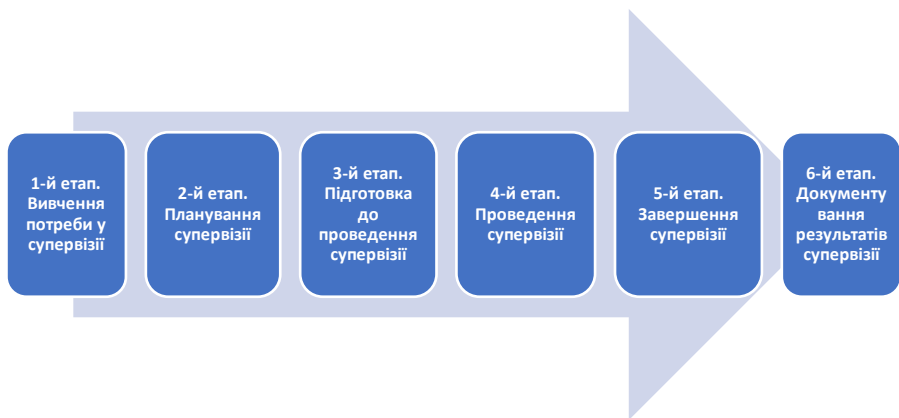 1-й етап.
Вивчення
потреби у
супервізії
2-й етап.
Планування
супервізії
3-й етап.
Підготовка
до
проведення
супервізії
4-й етап.
Проведення
супервізії
5-й етап.
Завершення
супервізії
6-й етап.
Документу
вання
результатів
супервізії